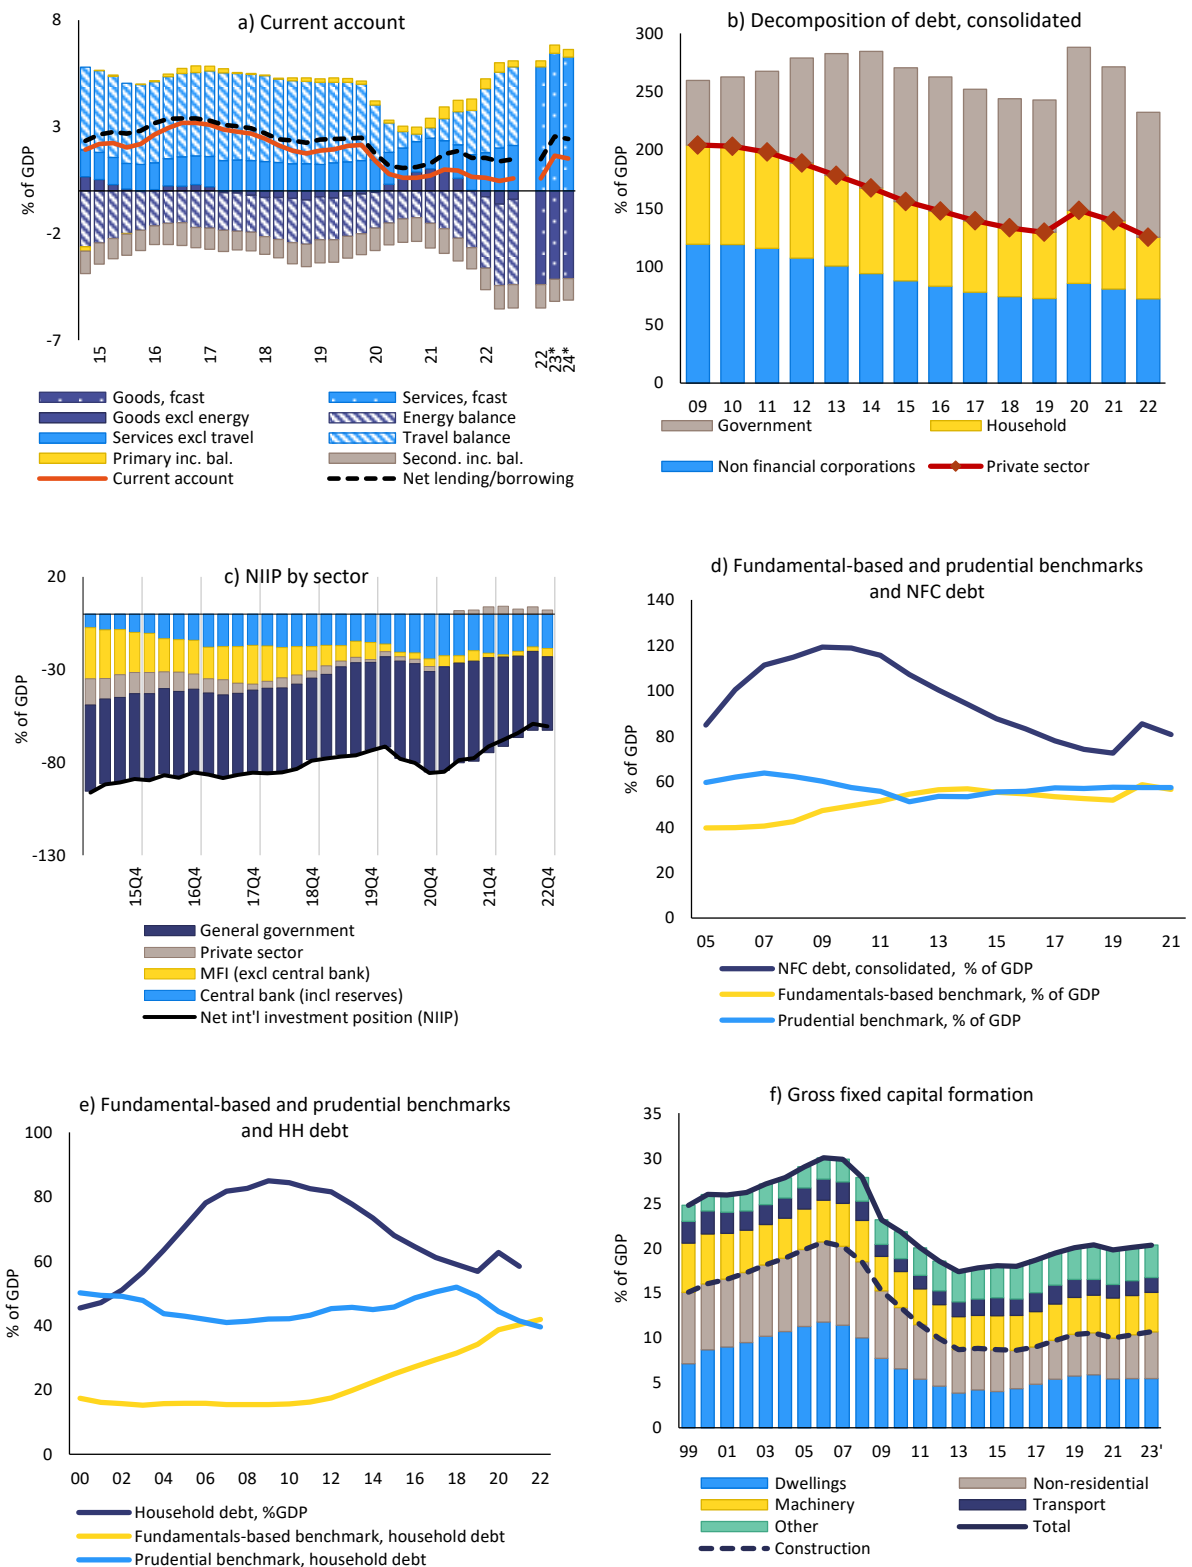 a) Current account
8
3
-2
-7
% of GDP
15 16 17 18 19 20 21 22 22 23* 24*
Goods, fcast Services, fcast
Goods excl energy Energy balance
Services excl travel Travel balance
Primary inc. bal. Second. inc. bal.
Current account Net lending/borrowing
b) Decomposition of debt, consolidated
300
250
200
150
100
50
0
% of GDP
09 10 11 12 13 14 15 16 17 18 19 20 21 22
Government Household
Non financial corporations Private sector
c) NIIP by sector
20
-30
-80
-130
% of GDP
15Q4 16Q4 17Q4 18Q4 19Q4 20Q4 21Q4 22Q4
General government
Private sector
MFI (excl central bank)
Central bank (incl reserves)
Net int'l investment position (NIIP)
d) Fundamental-based and prudential benchmarks
and NFC debt
140
120
100
80
60
40
20
0
% of GDP
05 07 09 11 13 15 17 19 21
NFC debt, consolidated, % of GDP
Fundamentals-based benchmark, % of GDP
Prudential benchmark, % of GDP
e) Fundamental-based and prudential benchmarks
and HH debt
100
80
60
40
20
0
% of GDP
00 02 04 06 08 10 12 14 16 18 20 22
Household debt, %GDP
Fundamentals-based benchmark, household debt
Prudential benchmark, household debt
f) Gross fixed capital formation
35
30
25
20
15
10
5
0
% of GDP
99 01 03 05 07 09 11 13 15 17 19 21 23'
Dwellings Non-residential
Machinery Transport
Other Total
Construction